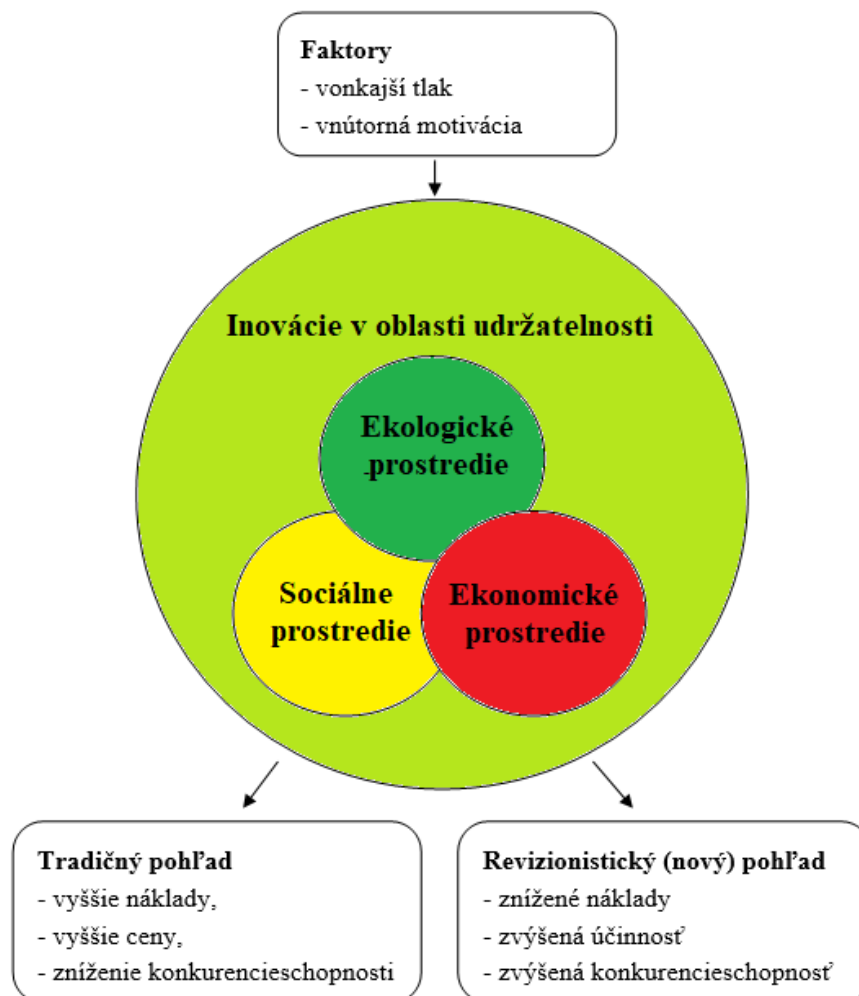 Faktory
- vonkajší tlak
- vnútorná motivácia
Inovácie v oblasti udržatelnosti
Ekologické
-prostredie
Sociálne
prostredie
Ekonomické
prostredie
Tradičný pohľad
- vyššie náklady,
- vyššie ceny,
- zníženie konkurencieschopnosti
Revizionistický (nový) pohľad
- znížené náklady
- zvýšená účinnosť
- zvýšená konkurencieschopnosť